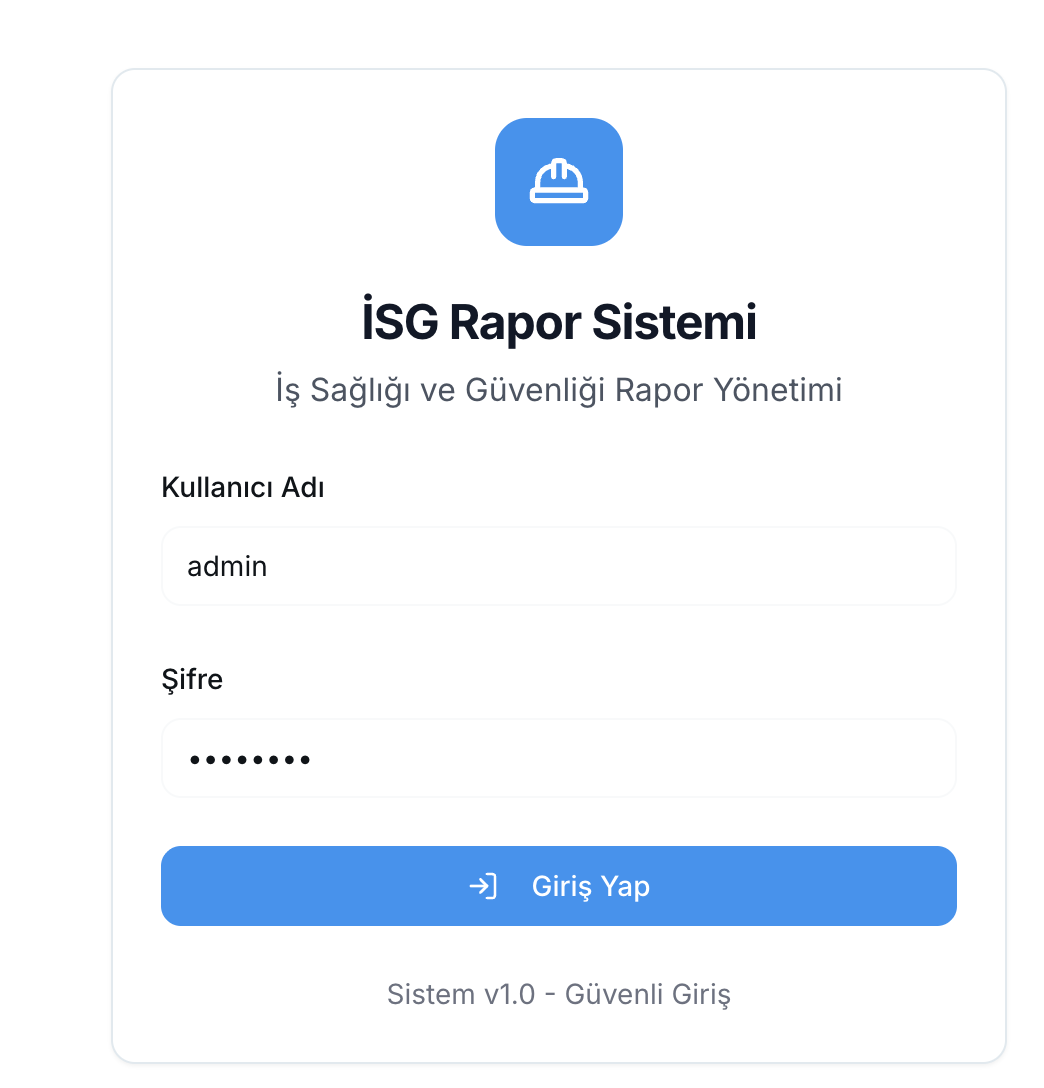 İSG Rapor Sistemi
İş Sağlığı ve Güvenliği Rapor Yönetimi
Kullanıcı Adı
admin
Şifre
••••••••
Giriş Yap
Sistem v1.0 - Güvenli Giriş